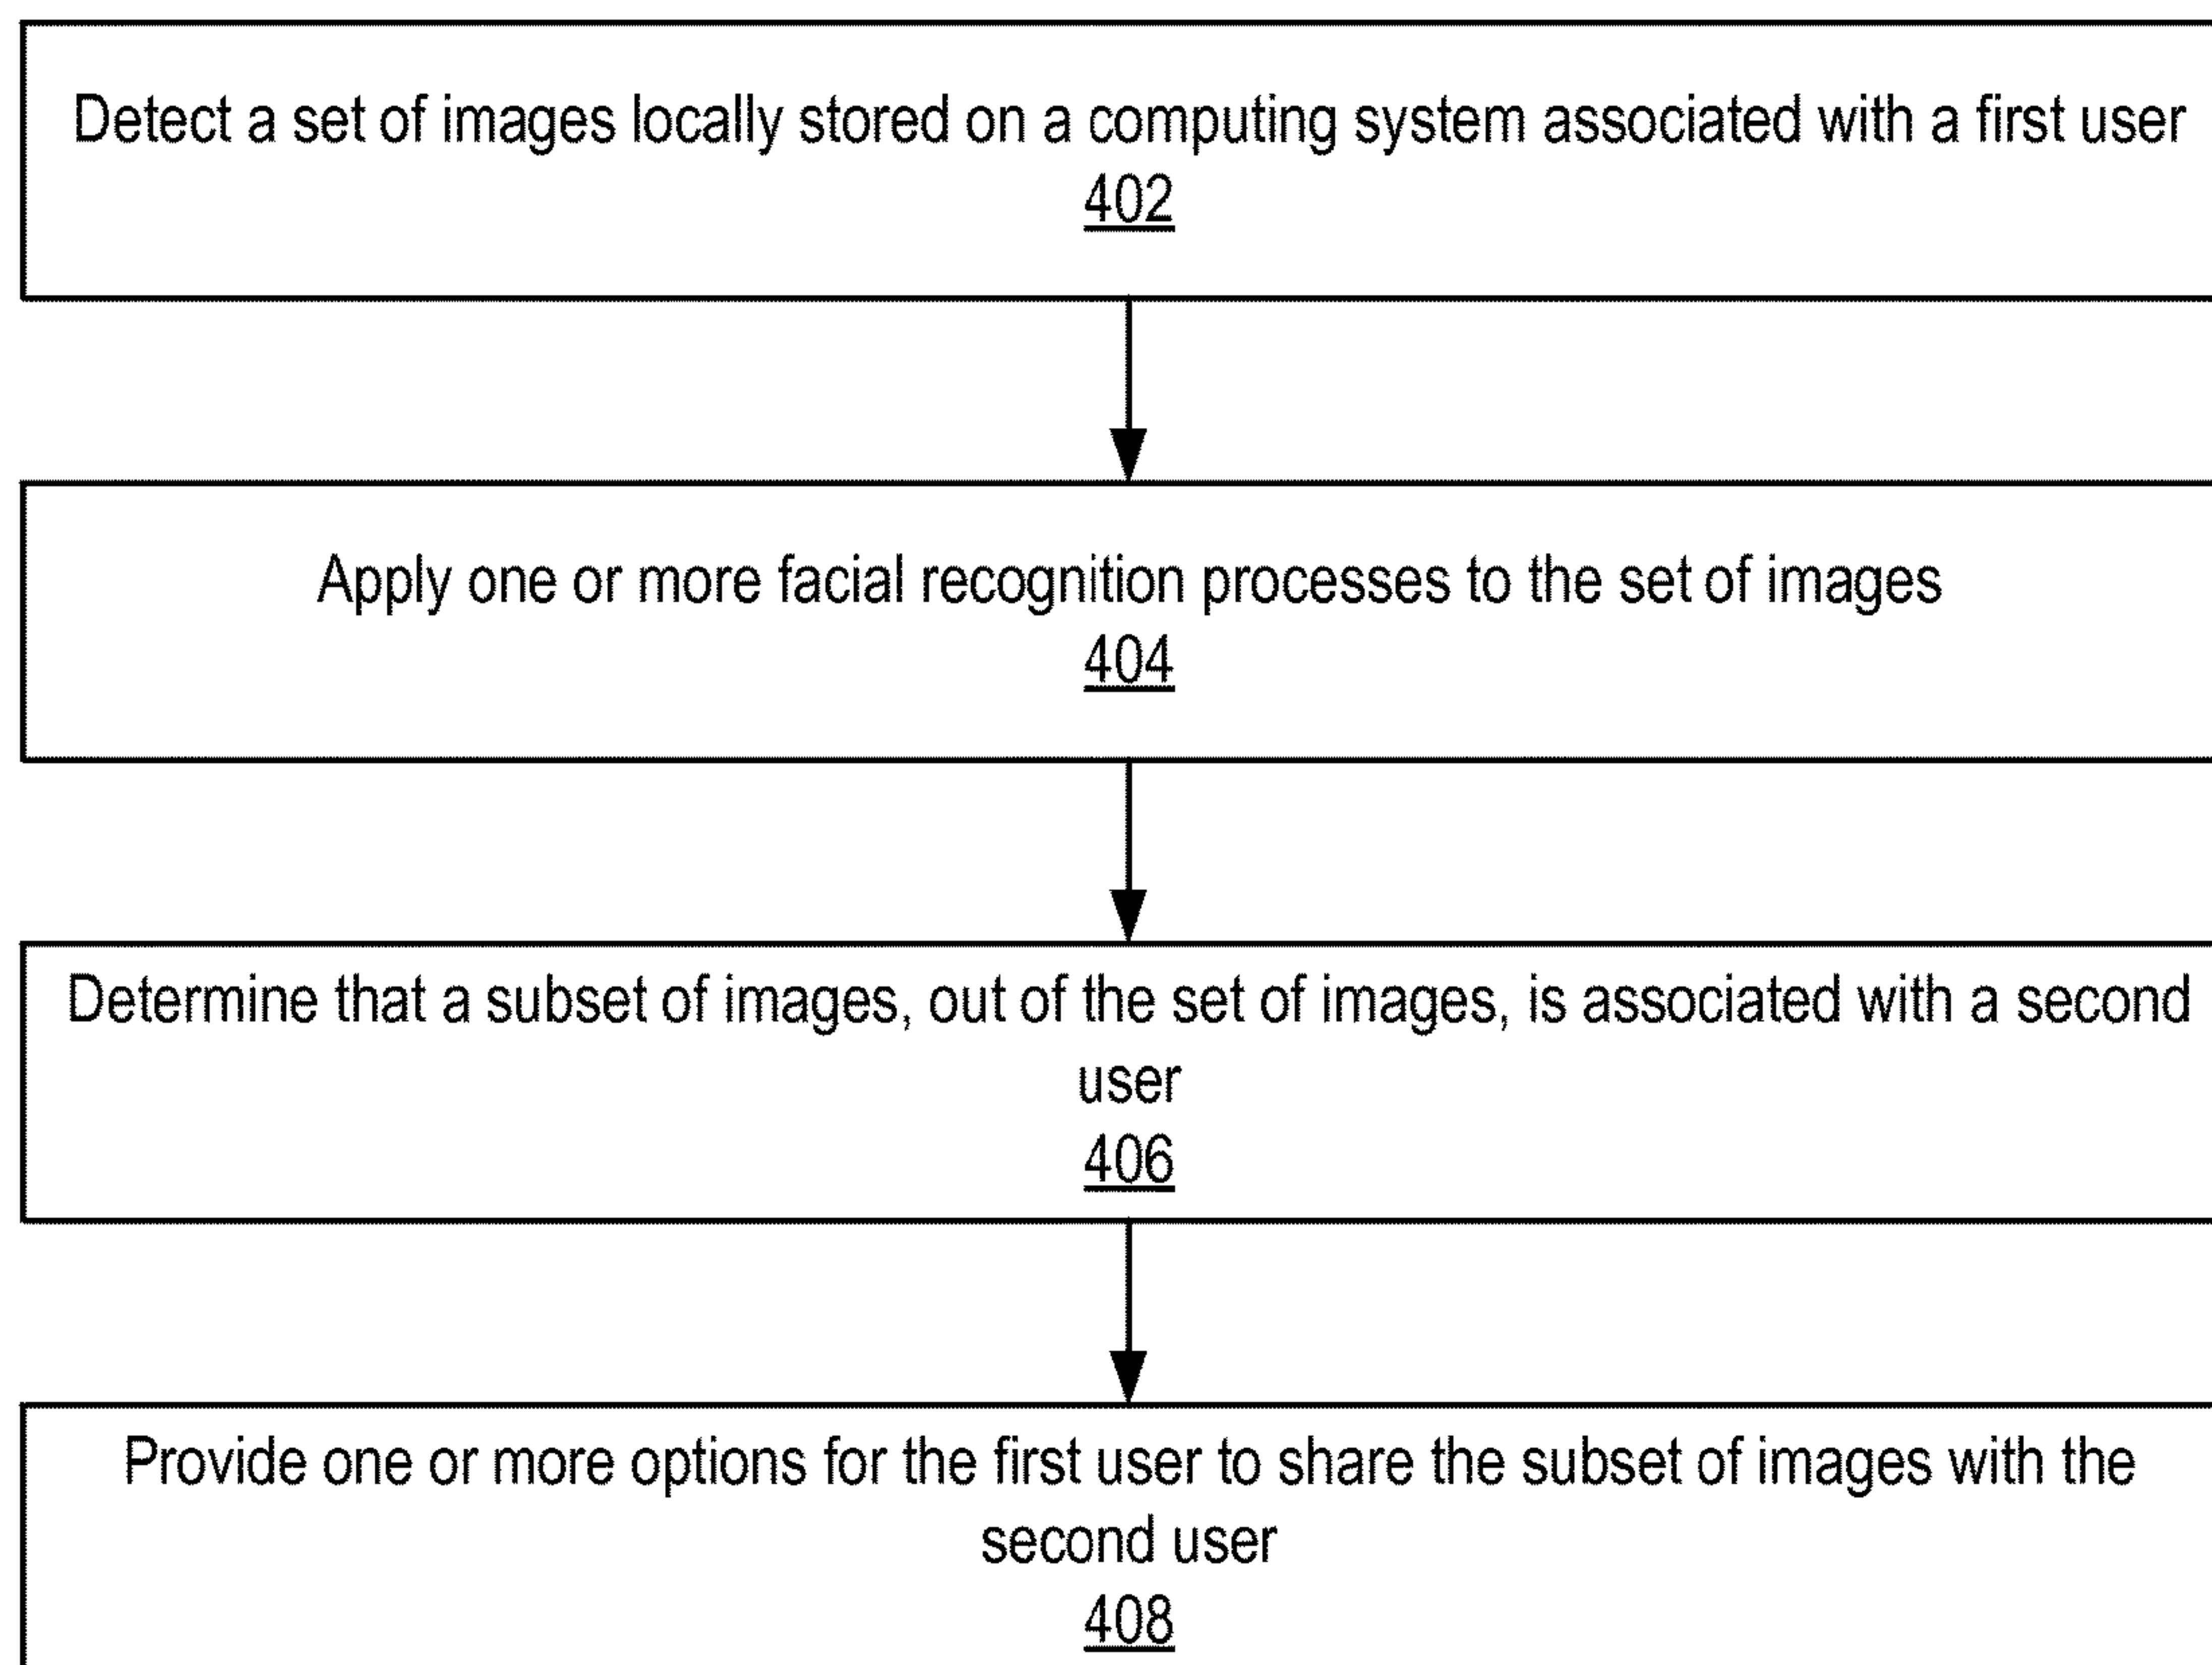 Detect a set of images locally stored on a computing system associated with a first user
402
Apply one or more facial recognition processes to the set of images
404
Determine that a subset of images, out of the set of images, is associated with a second
user
406
Provide one or more options for the first user to share the subset of images with the
second user
408